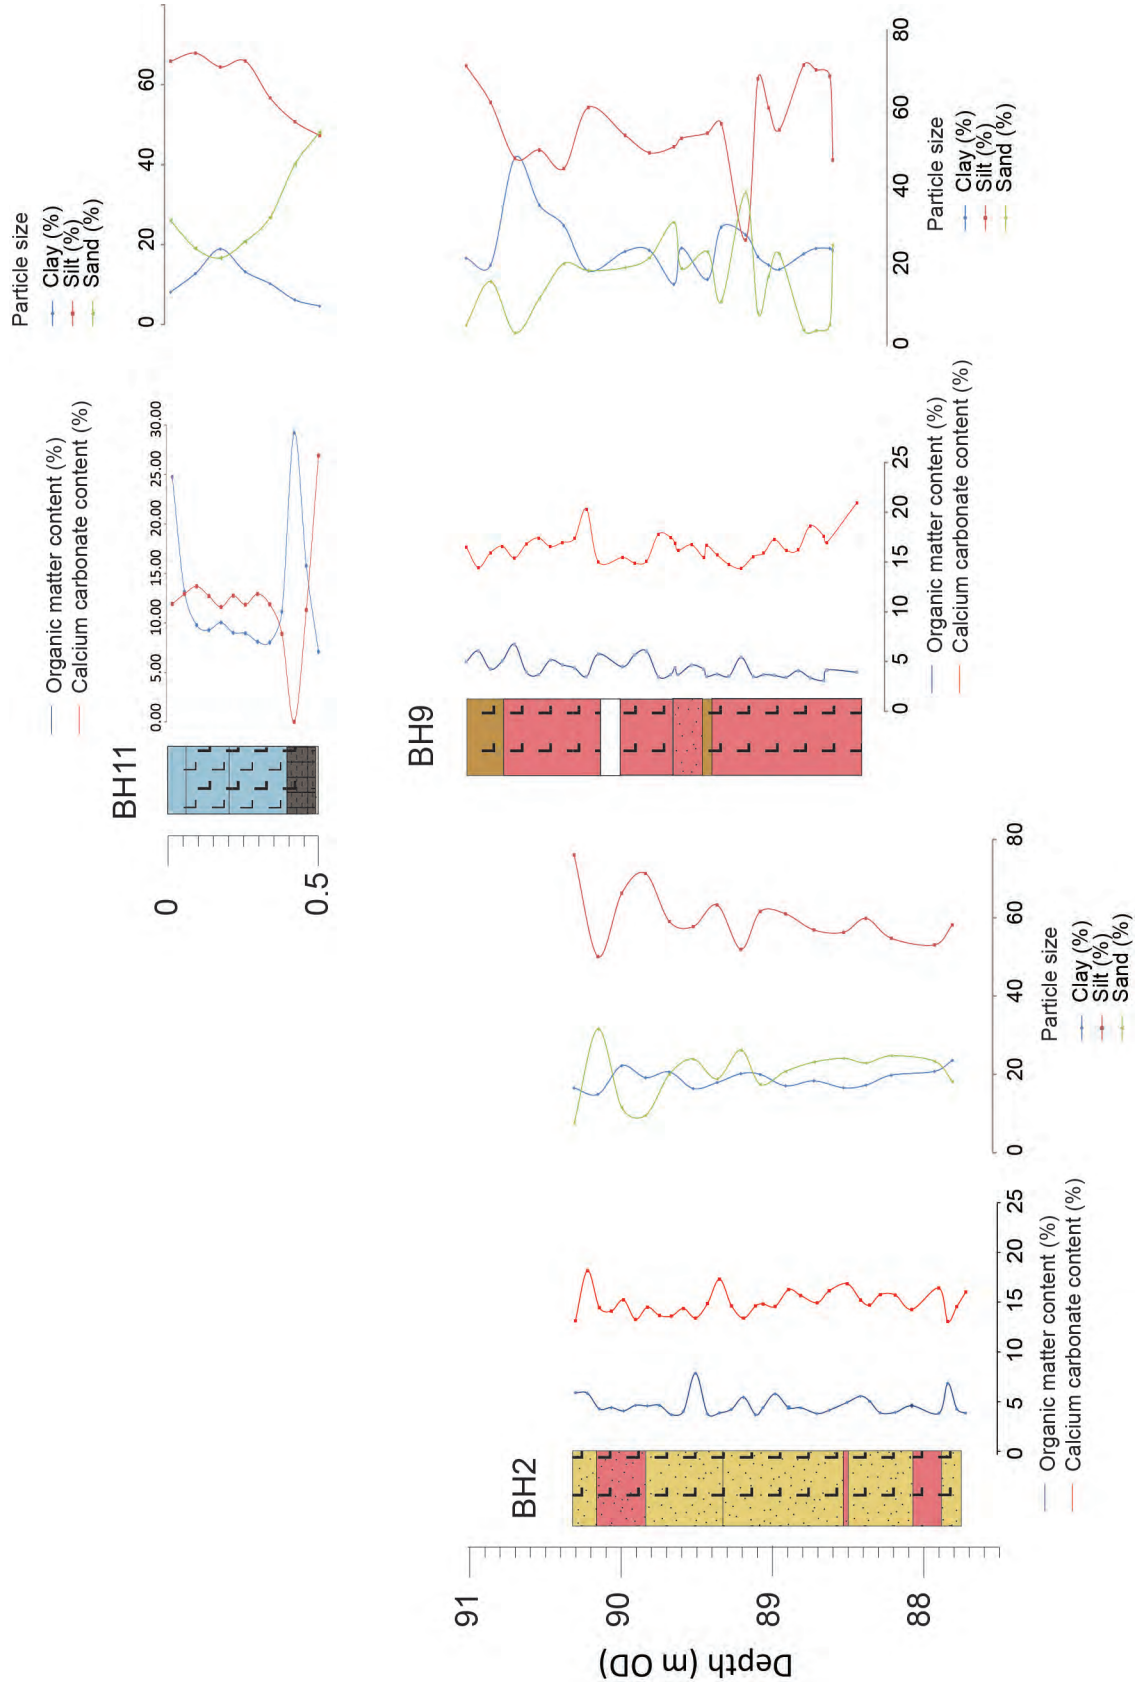 BH11
0
0.5
Organic matter content (%)
Calcium carbonate content (%)
0.00
5.00
10.00
15.00
20.00
25.00
30.00
Particle size
Clay (%)
Silt (%)
Sand (%)
0
20
40
60
Depth (m OD)
91
90
89
88
BH2
0
5
10
15
20
25
Organic matter content (%)
Calcium carbonate content (%)
0
20
40
60
80
Particle size
Clay (%)
Silt (%)
Sand (%)
BH9
0
5
10
15
20
25
Organic matter content (%)
Calcium carbonate content (%)
0
20
40
60
80
Particle size
Clay (%)
Silt (%)
Sand (%)